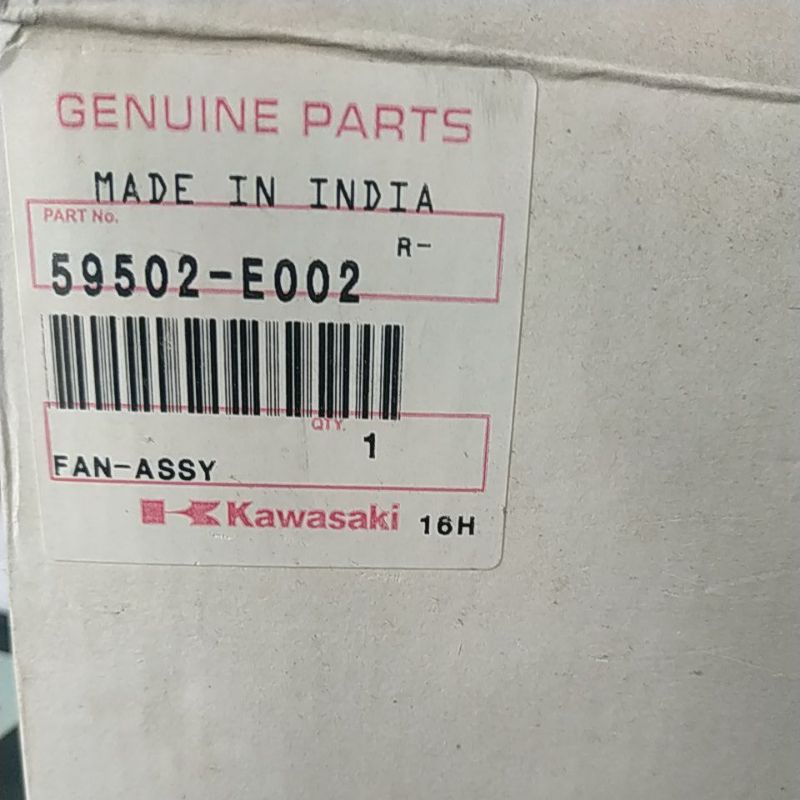 GENUINE PARTS
MADE IN INDIA
PART No.
R-
59502-E002
QTY.
1
FAN-ASSY
Kawasaki 16H